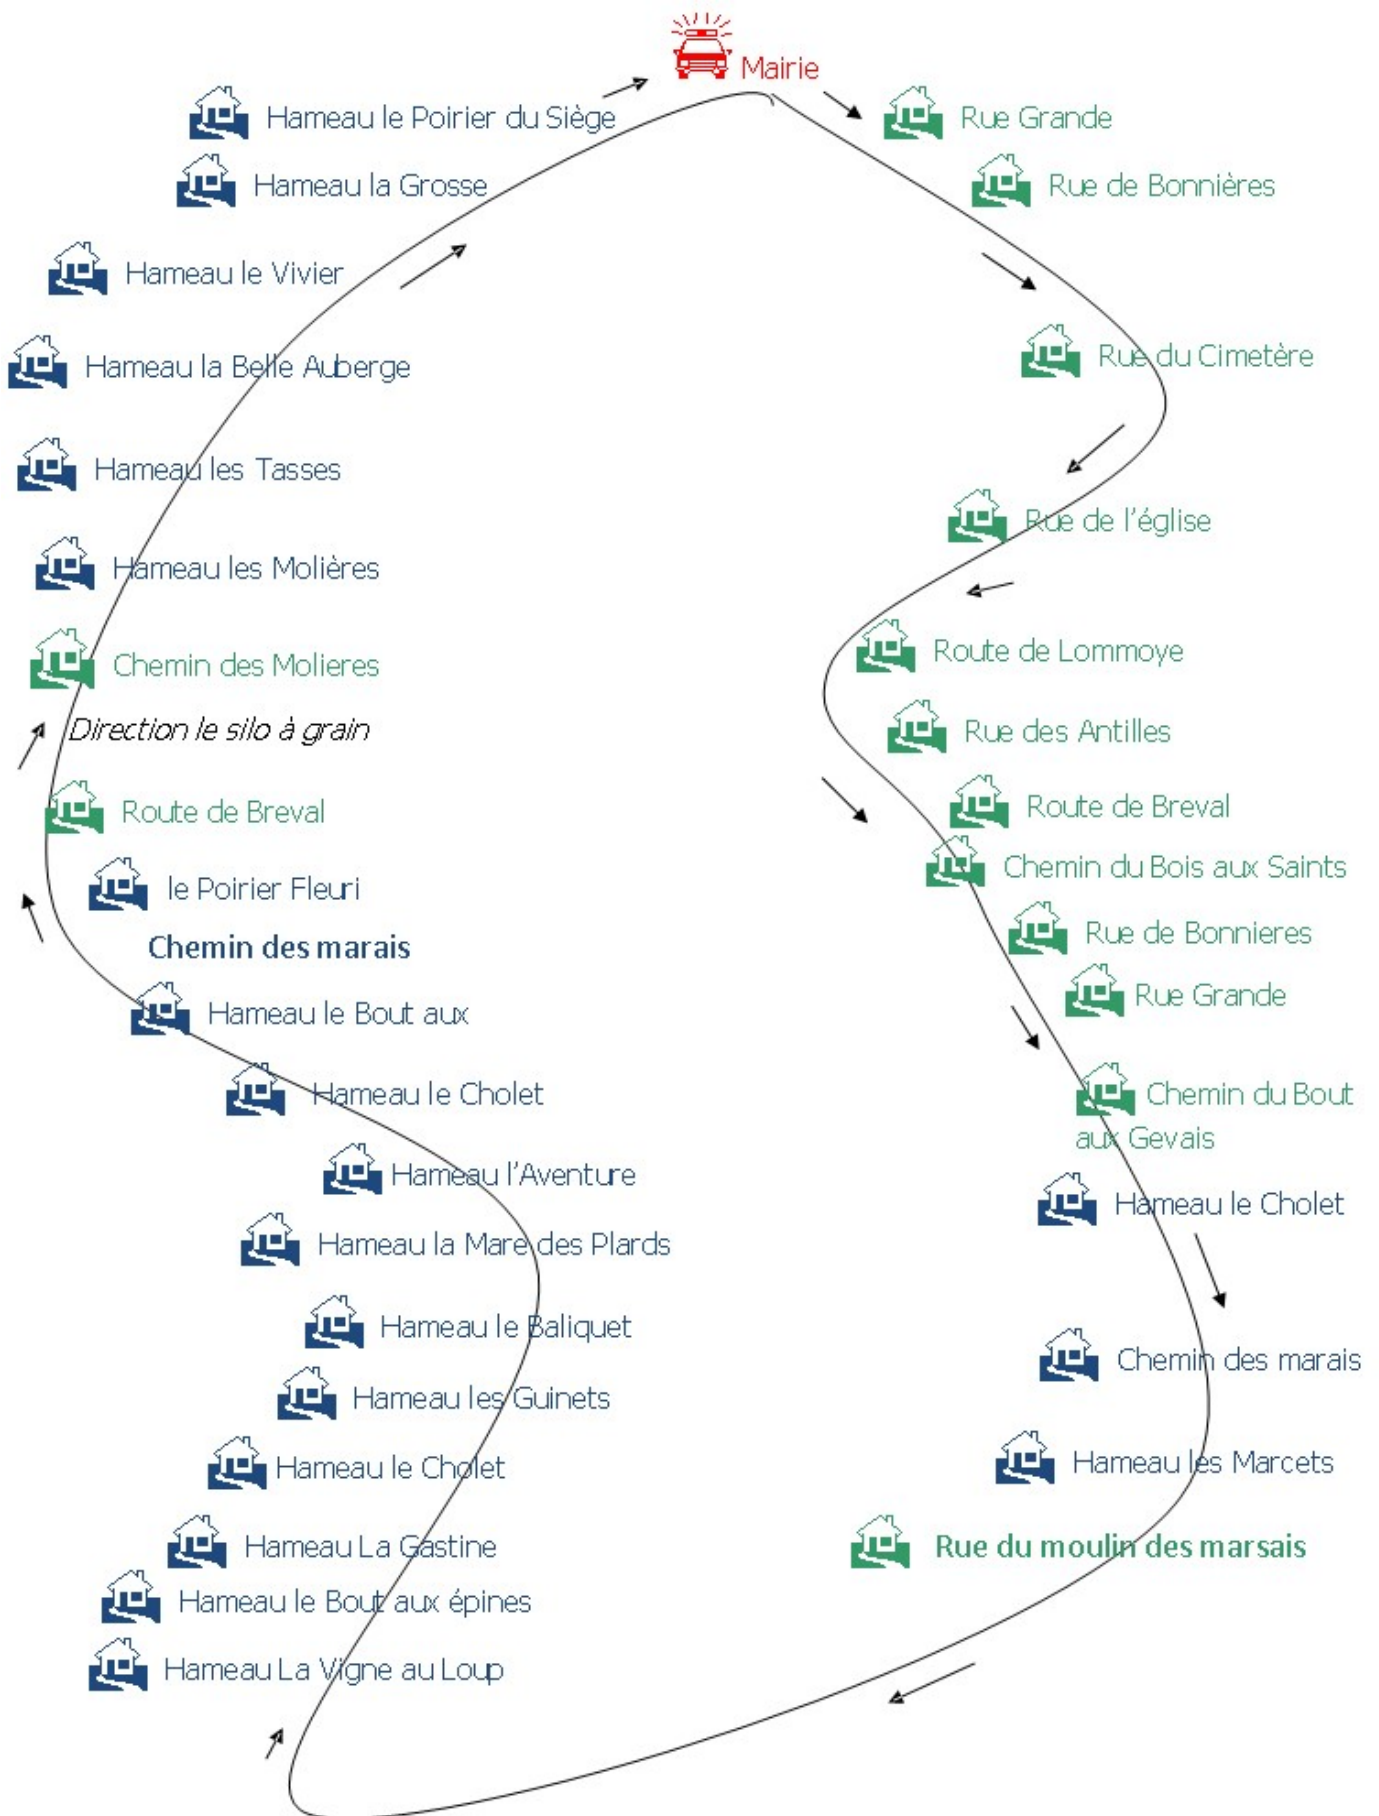 Mairie
Rue Grande
Rue de Bonnières
Rue du Cimetère
Rue de l'église
Route de Lommoye
Rue des Antilles
Route de Breval
Chemin du Bois aux Saints
Rue de Bonnieres
Rue Grande
Chemin du Bout
aux Gevais
Hameau le Cholet
Chemin des marais
Hameau les Marcets
Rue du moulin des marsais
Hameau le Poirier du Siège
Hameau la Grosse
Hameau le Vivier
Hameau la Belle Auberge
Hameau les Tasses
Hameau les Molières
Chemin des Molieres
Direction le silo à grain
Route de Breval
le Poirier Fleuri
Chemin des marais
Hameau le Bout aux
Hameau le Cholet
Hameau l'Aventure
Hameau la Mare des Plards
Hameau le Baliquet
Hameau les Guinets
Hameau le Cholet
Hameau La Gastine
Hameau le Bout aux épines
Hameau La Vigne au Loup